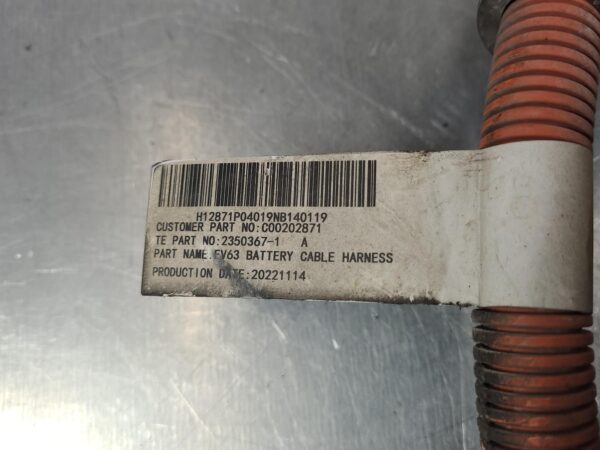 H12871P04019NB140119
CUSTOMER PART NO:C00202871
TE PART NO:2350367-1 A
PART NAME:EV63 BATTERY CABLE HARNESS
PRODUCTION DATE:20221114